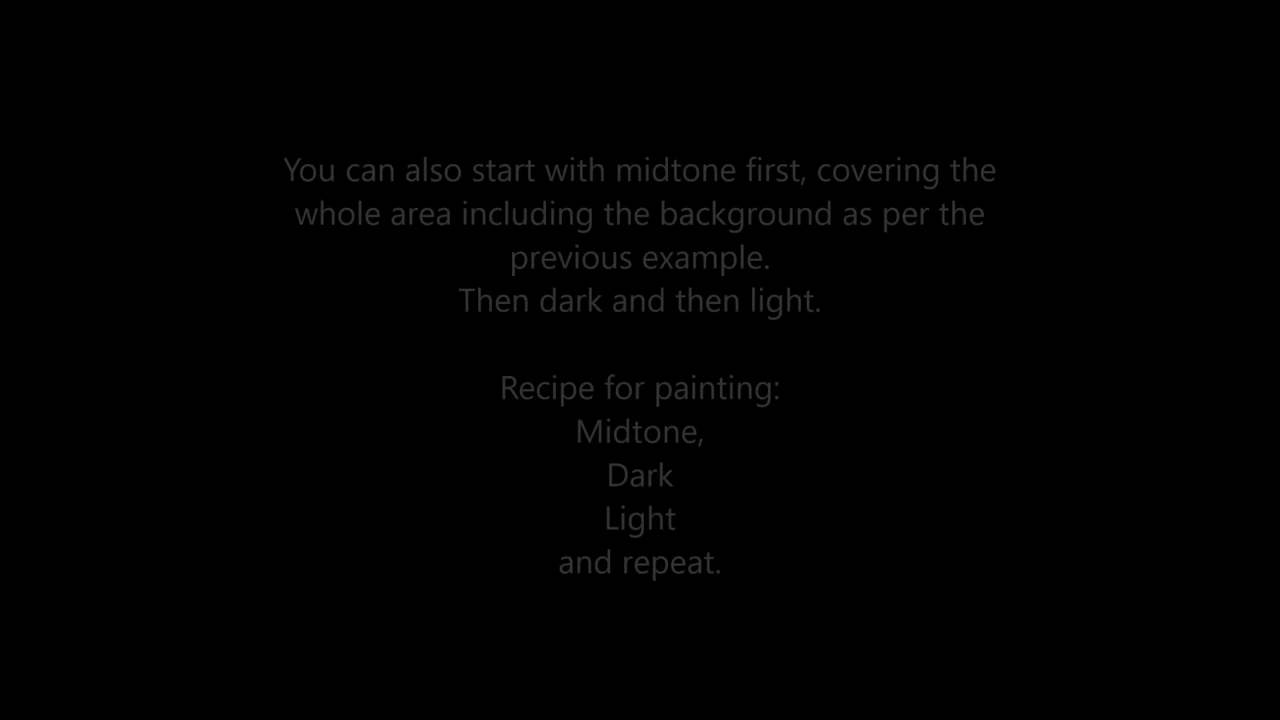 You can also start with midtone first, covering the
whole area including the background as per the
previous example.
Then dark and then light.
Recipe for painting:
Midtone,
Dark
Light
and repeat.